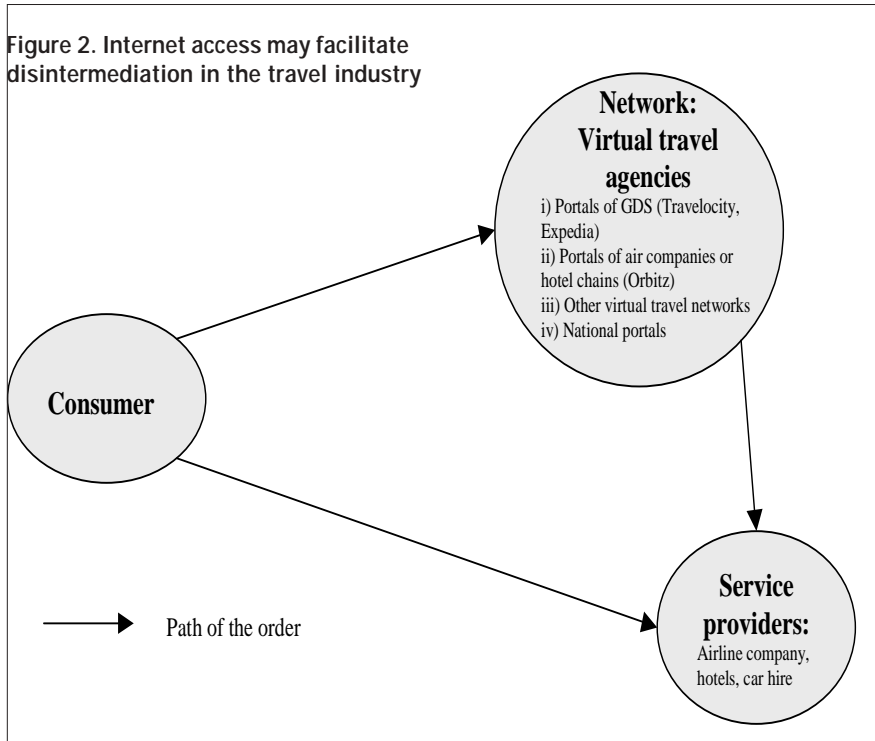 Figure 2. Internet access may facilitate
disintermediation in the travel industry
Network:
Virtual travel
agencies
i) Portals of GDS (Travelocity,
Expedia)
ii) Portals of air companies or
hotel chains (Orbitz)
iii) Other virtual travel networks
iv) National portals
Consumer
Service
providers:
Airline company,
hotels, car hire
Path of the order